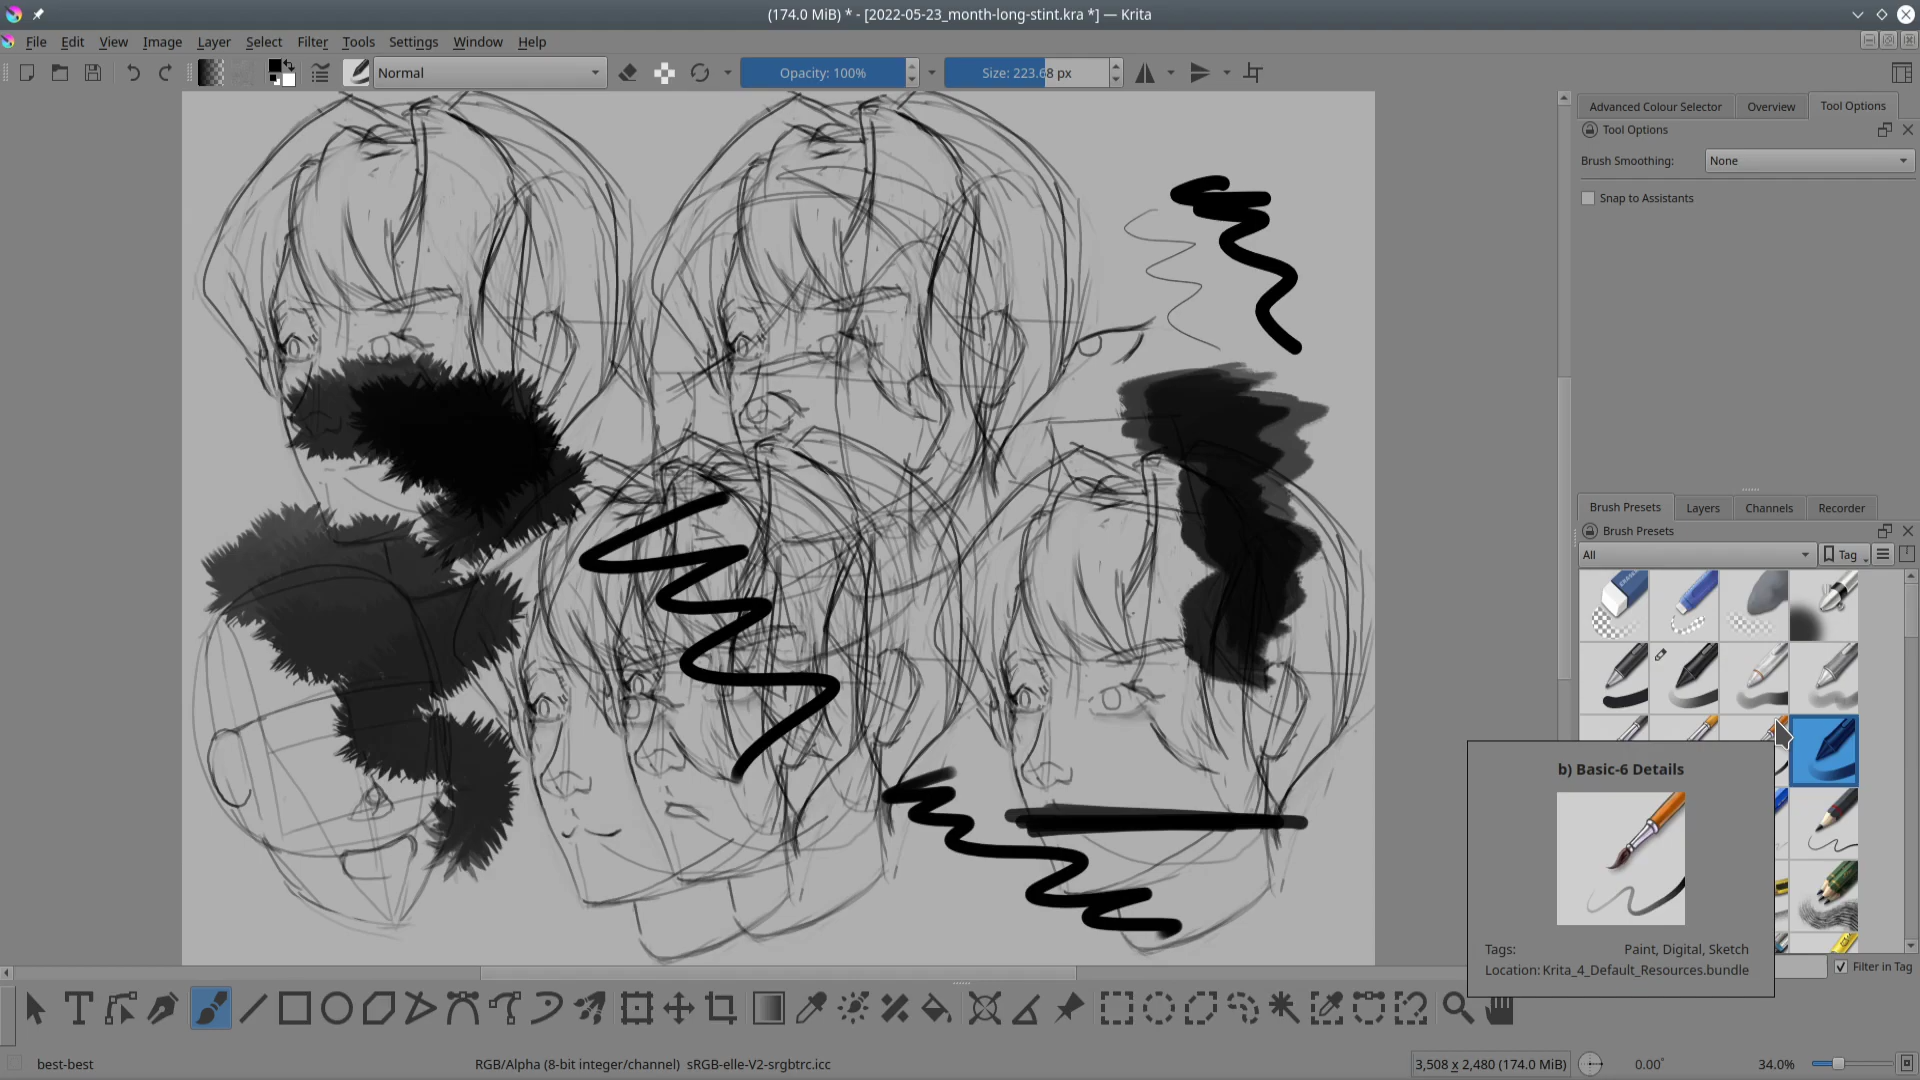 (174.0 MiB) * - [2022-05-23_month-long-stint.kra *] — Krita
File Edit View Image Layer Select Filter Tools Settings Window Help
Normal
Opacity: 100%
Size: 223.68 px
Advanced Colour Selector Overview Tool Options
Tool Options
Brush Smoothing: None
Snap to Assistants
Brush Presets Layers Channels Recorder
Brush Presets
All Tag
b) Basic-6 Details
Tags: Paint, Digital, Sketch
Location: Krita_4_Default_Resources.bundle
Filter in Tag
best-best
RGB/Alpha (8-bit integer/channel) sRGB-elle-V2-srgbtrc.icc
3,508 x 2,480 (174.0 MiB)
0.00°
34.0%